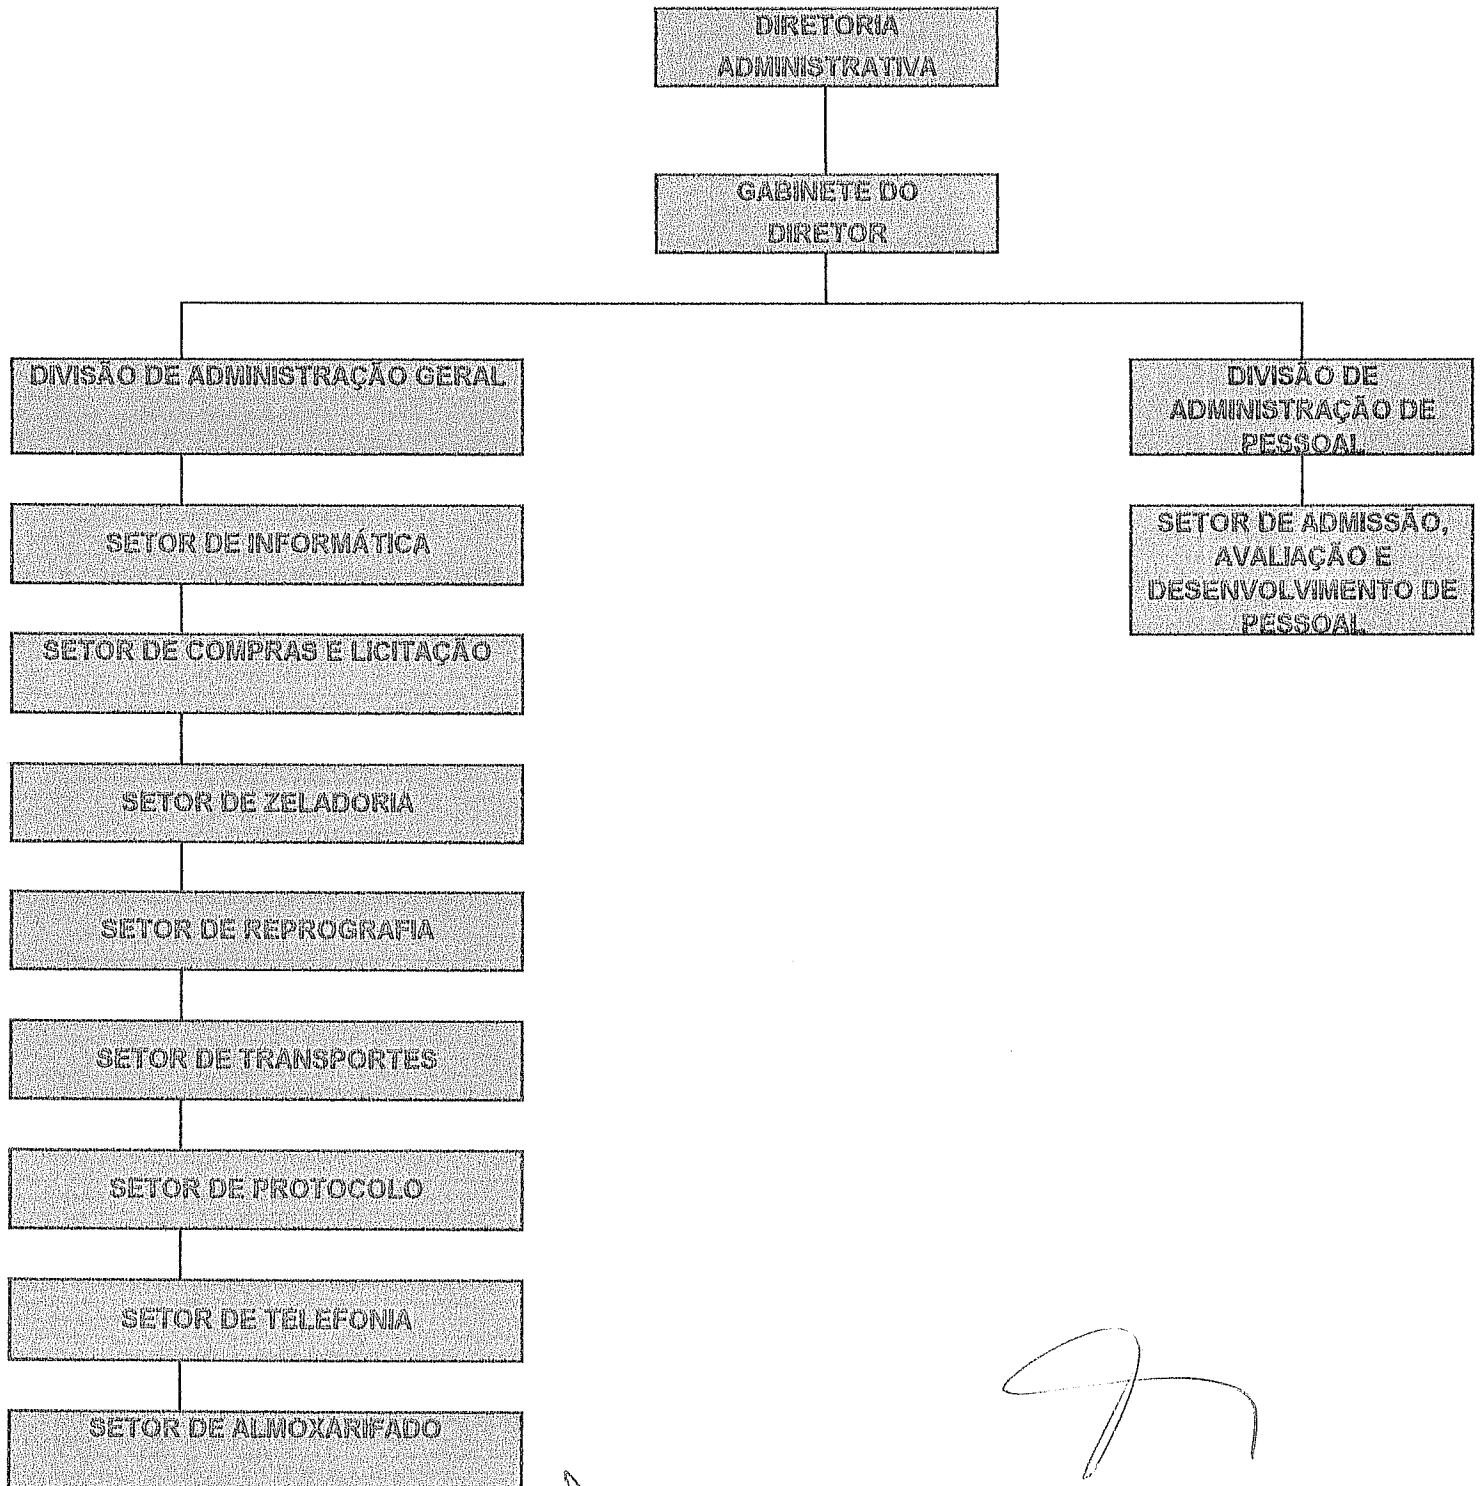 DIRETORIA
ADMINISTRATIVA
GABINETE DO
DIRETOR
DIVISÃO DE ADMINISTRAÇÃO GERAL
DIVISÃO DE
ADMINISTRAÇÃO DE
PESSOAL
SETOR DE INFORMÁTICA
SETOR DE ADMISSÃO,
AVALIAÇÃO E
DESENVOLVIMENTO DE
PESSOAL
SETOR DE COMPRAS E LICITAÇÃO
SETOR DE ZELADORIA
SETOR DE REPROGRAFIA
SETOR DE TRANSPORTES
SETOR DE PROTOCOLO
SETOR DE TELEFONIA
SETOR DE ALMOXARIFADO